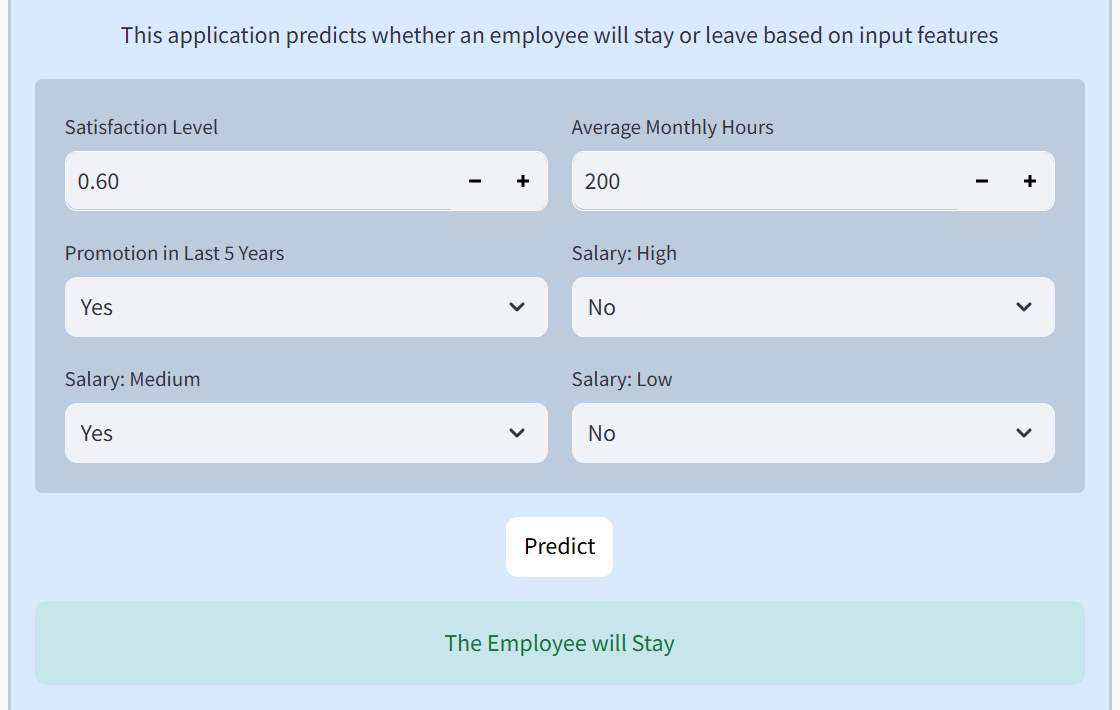 This application predicts whether an employee will stay or leave based on input features
Satisfaction Level
Average Monthly Hours
0.60
200
Promotion in Last 5 Years
Salary: High
Yes
No
Salary: Medium
Salary: Low
Yes
No
Predict
The Employee will Stay